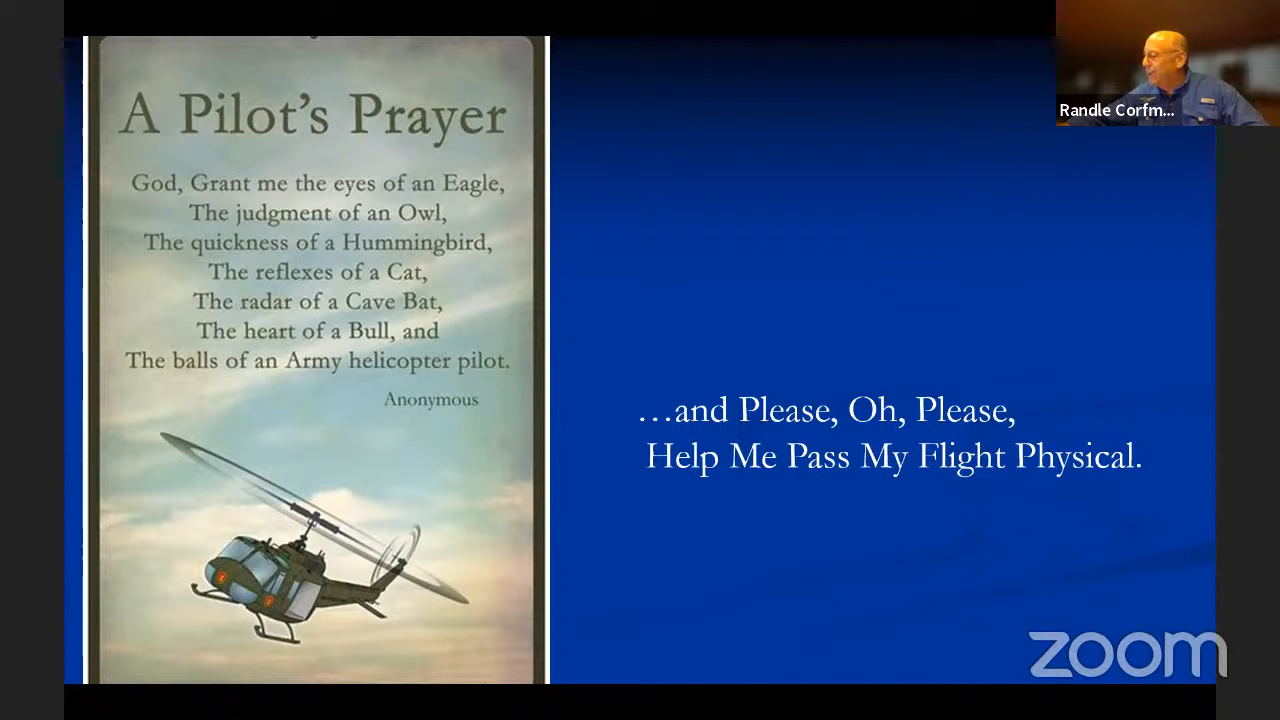 A Pilot's Prayer
God, Grant me the eyes of an Eagle,
The judgment of an Owl,
The quickness of a Hummingbird,
The reflexes of a Cat,
The radar of a Cave Bat,
The heart of a Bull, and
The balls of an Army helicopter pilot.
Anonymous
...and Please, Oh, Please,
Help Me Pass My Flight Physical.
Randle Corfm...
zoom